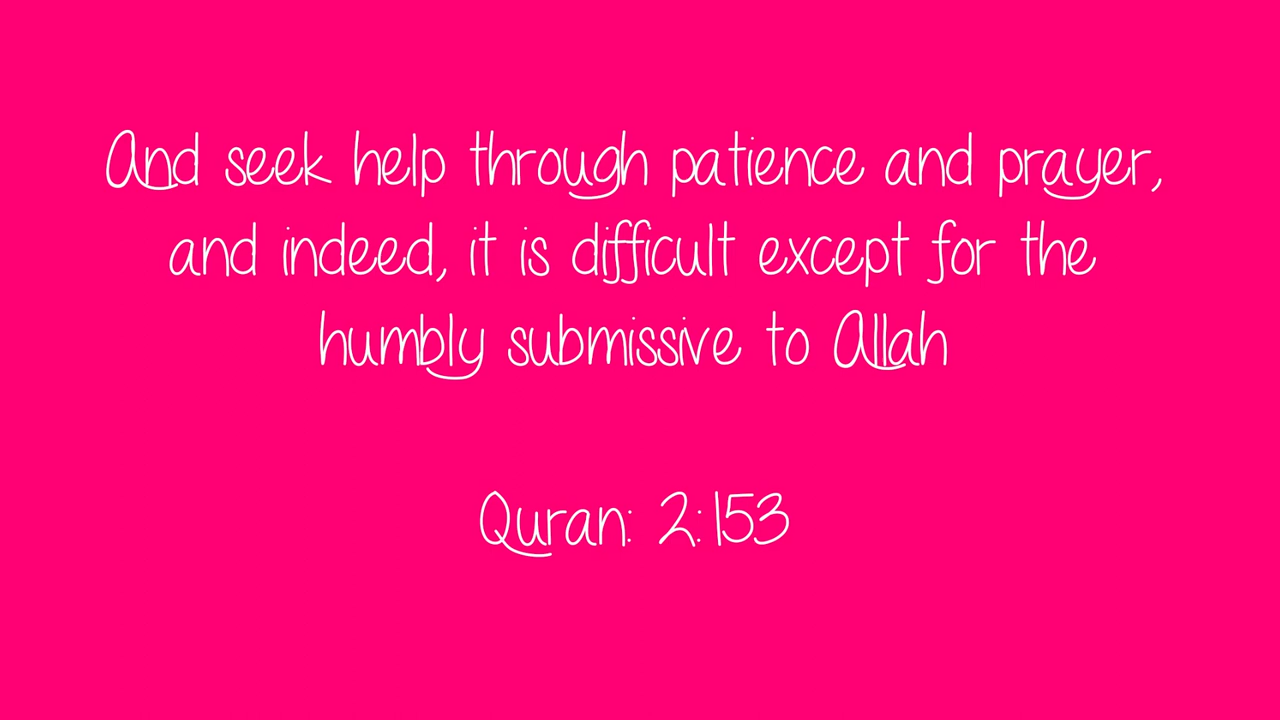 And seek help through patience and prayer,
and indeed, it is difficult except for the
humbly submissive to Allah
Quran: 2:153